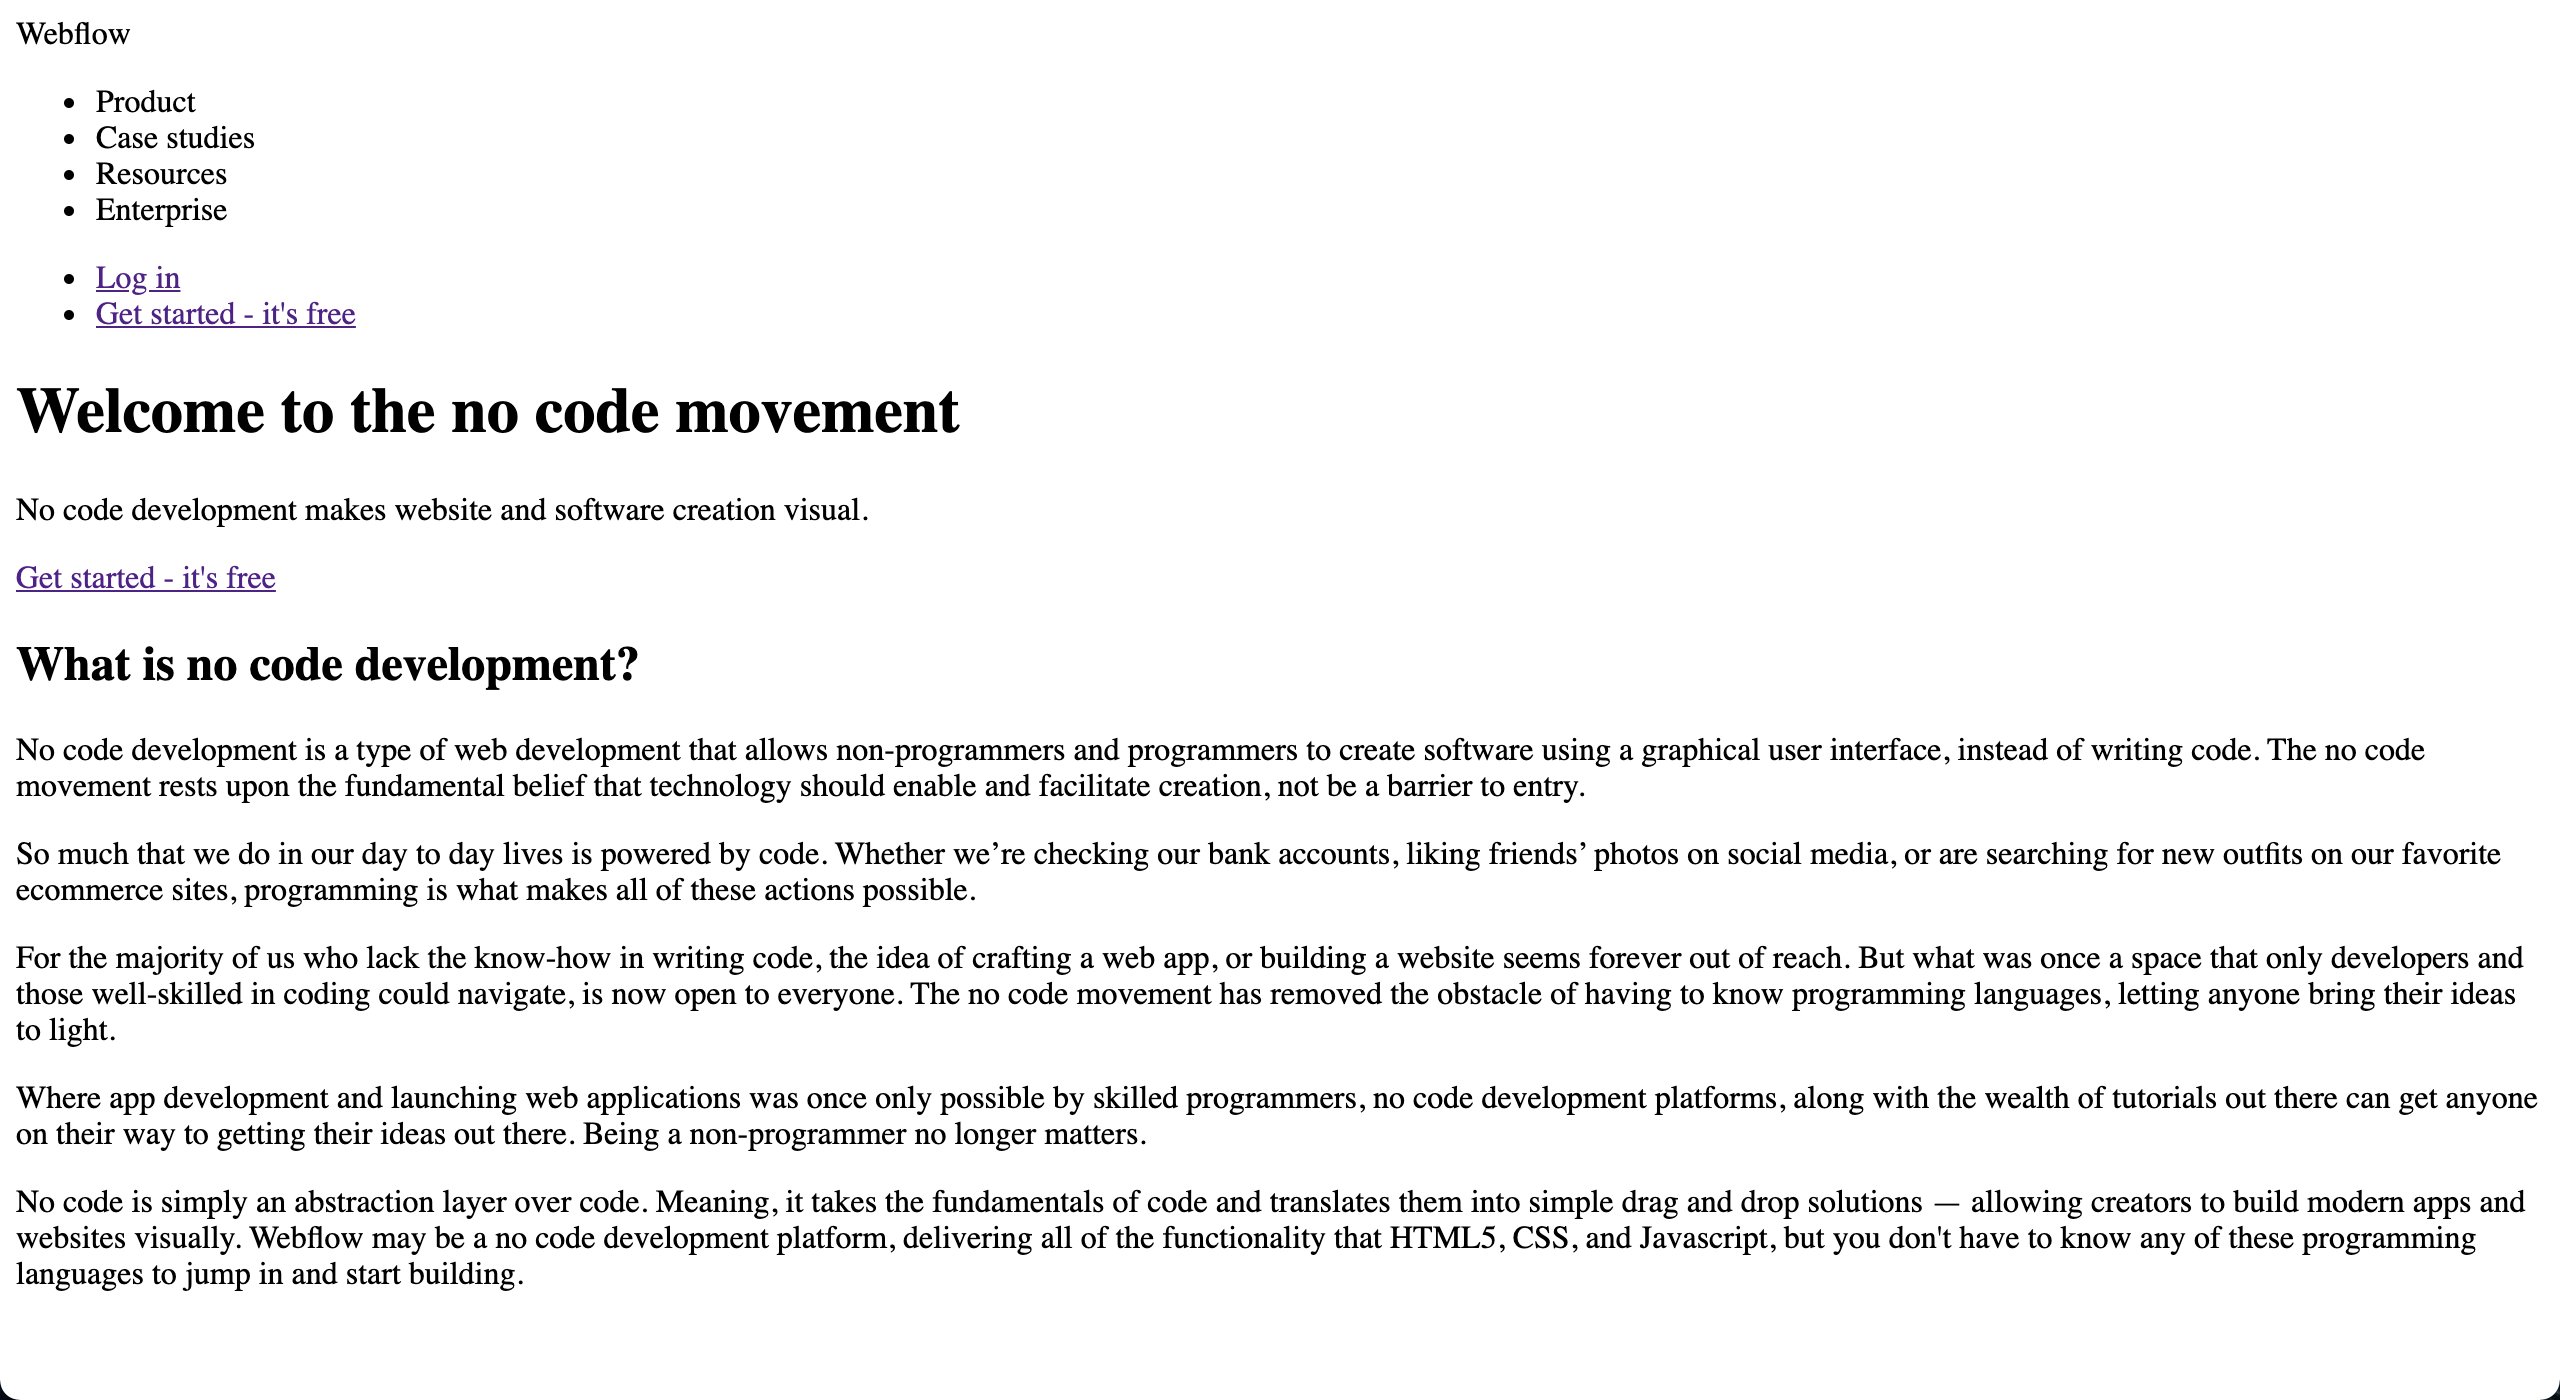 Webflow
Product
Case studies
Resources
Enterprise
Log in
Get started - it's free
Welcome to the no code movement
No code development makes website and software creation visual.
Get started - it's free
What is no code development?
No code development is a type of web development that allows non-programmers and programmers to create software using a graphical user interface, instead of writing code. The no code
movement rests upon the fundamental belief that technology should enable and facilitate creation, not be a barrier to entry.
So much that we do in our day to day lives is powered by code. Whether we’re checking our bank accounts, liking friends’ photos on social media, or are searching for new outfits on our favorite
ecommerce sites, programming is what makes all of these actions possible.
For the majority of us who lack the know-how in writing code, the idea of crafting a web app, or building a website seems forever out of reach. But what was once a space that only developers and
those well-skilled in coding could navigate, is now open to everyone. The no code movement has removed the obstacle of having to know programming languages, letting anyone bring their ideas
to light.
Where app development and launching web applications was once only possible by skilled programmers, no code development platforms, along with the wealth of tutorials out there can get anyone
on their way to getting their ideas out there. Being a non-programmer no longer matters.
No code is simply an abstraction layer over code. Meaning, it takes the fundamentals of code and translates them into simple drag and drop solutions — allowing creators to build modern apps and
websites visually. Webflow may be a no code development platform, delivering all of the functionality that HTML5, CSS, and Javascript, but you don't have to know any of these programming
languages to jump in and start building.